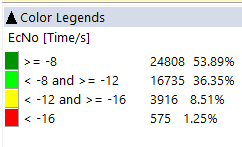 Color Legends
EcNo [Time/s]
>= -8 24808 53.89%
< -8 and >= -12 16735 36.35%
< -12 and >= -16 3916 8.51%
< -16 575 1.25%